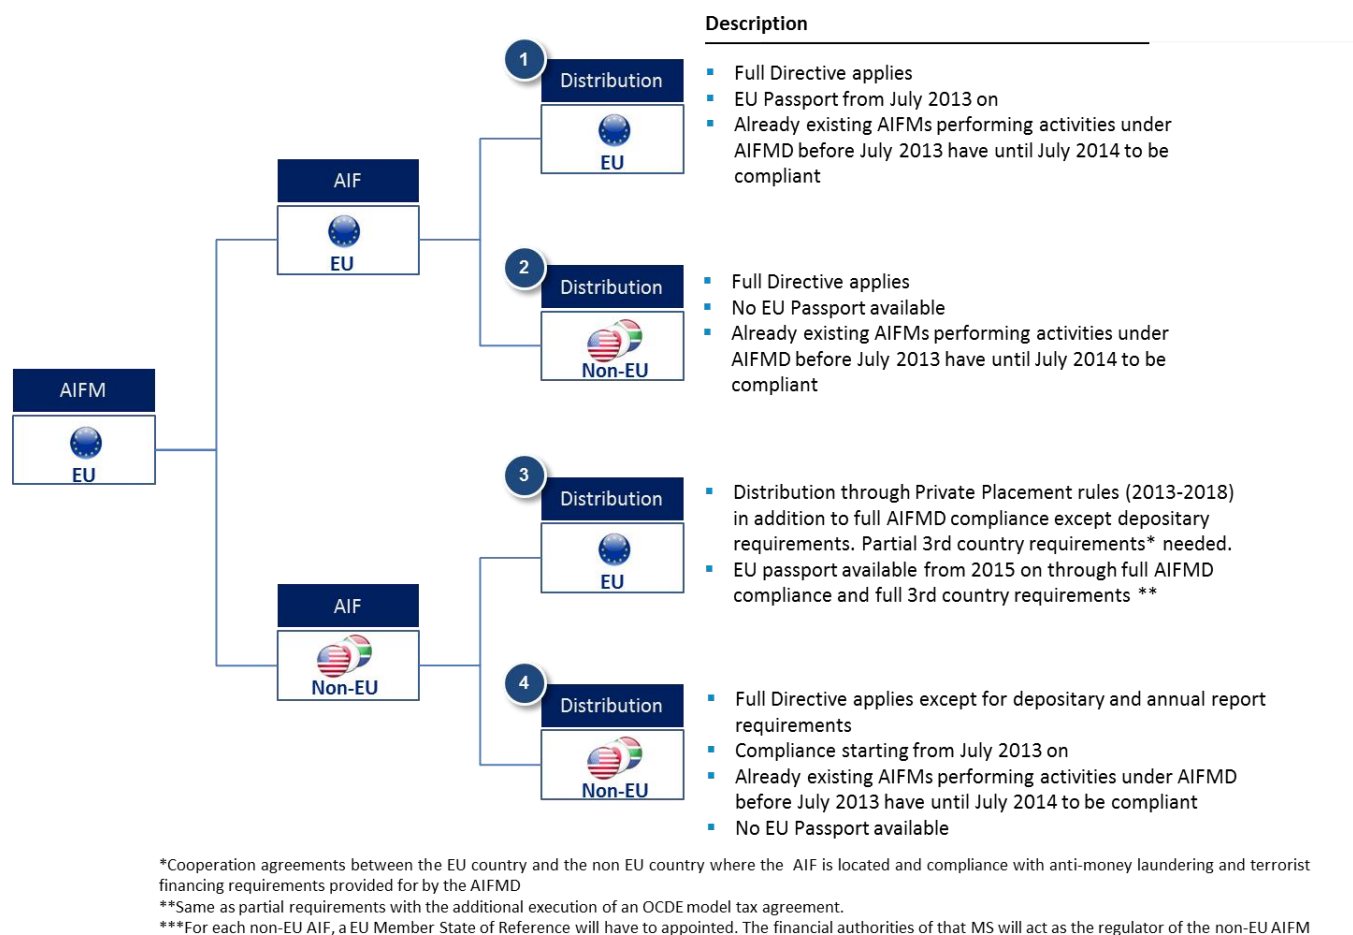 Description
1
Distribution
EU
Full Directive applies
EU Passport from July 2013 on
Already existing AIFMs performing activities under
AIFMD before July 2013 have until July 2014 to be
compliant
AIF
EU
2
Distribution
Non-EU
Full Directive applies
No EU Passport available
Already existing AIFMs performing activities under
AIFMD before July 2013 have until July 2014 to be
compliant
AIFM
EU
3
Distribution
EU
Distribution through Private Placement rules (2013-2018)
in addition to full AIFMD compliance except depositary
requirements. Partial 3rd country requirements* needed.
EU passport available from 2015 on through full AIFMD
compliance and full 3rd country requirements **
AIF
Non-EU
4
Distribution
Non-EU
Full Directive applies except for depositary and annual report
requirements
Compliance starting from July 2013 on
Already existing AIFMs performing activities under AIFMD
before July 2013 have until July 2014 to be compliant
No EU Passport available
*Cooperation agreements between the EU country and the non EU country where the AIF is located and compliance with anti-money laundering and terrorist
financing requirements provided for by the AIFMD
**Same as partial requirements with the additional execution of an OCDE model tax agreement.
***For each non-EU AIF, a EU Member State of Reference will have to appointed. The financial authorities of that MS will act as the regulator of the non-EU AIFM